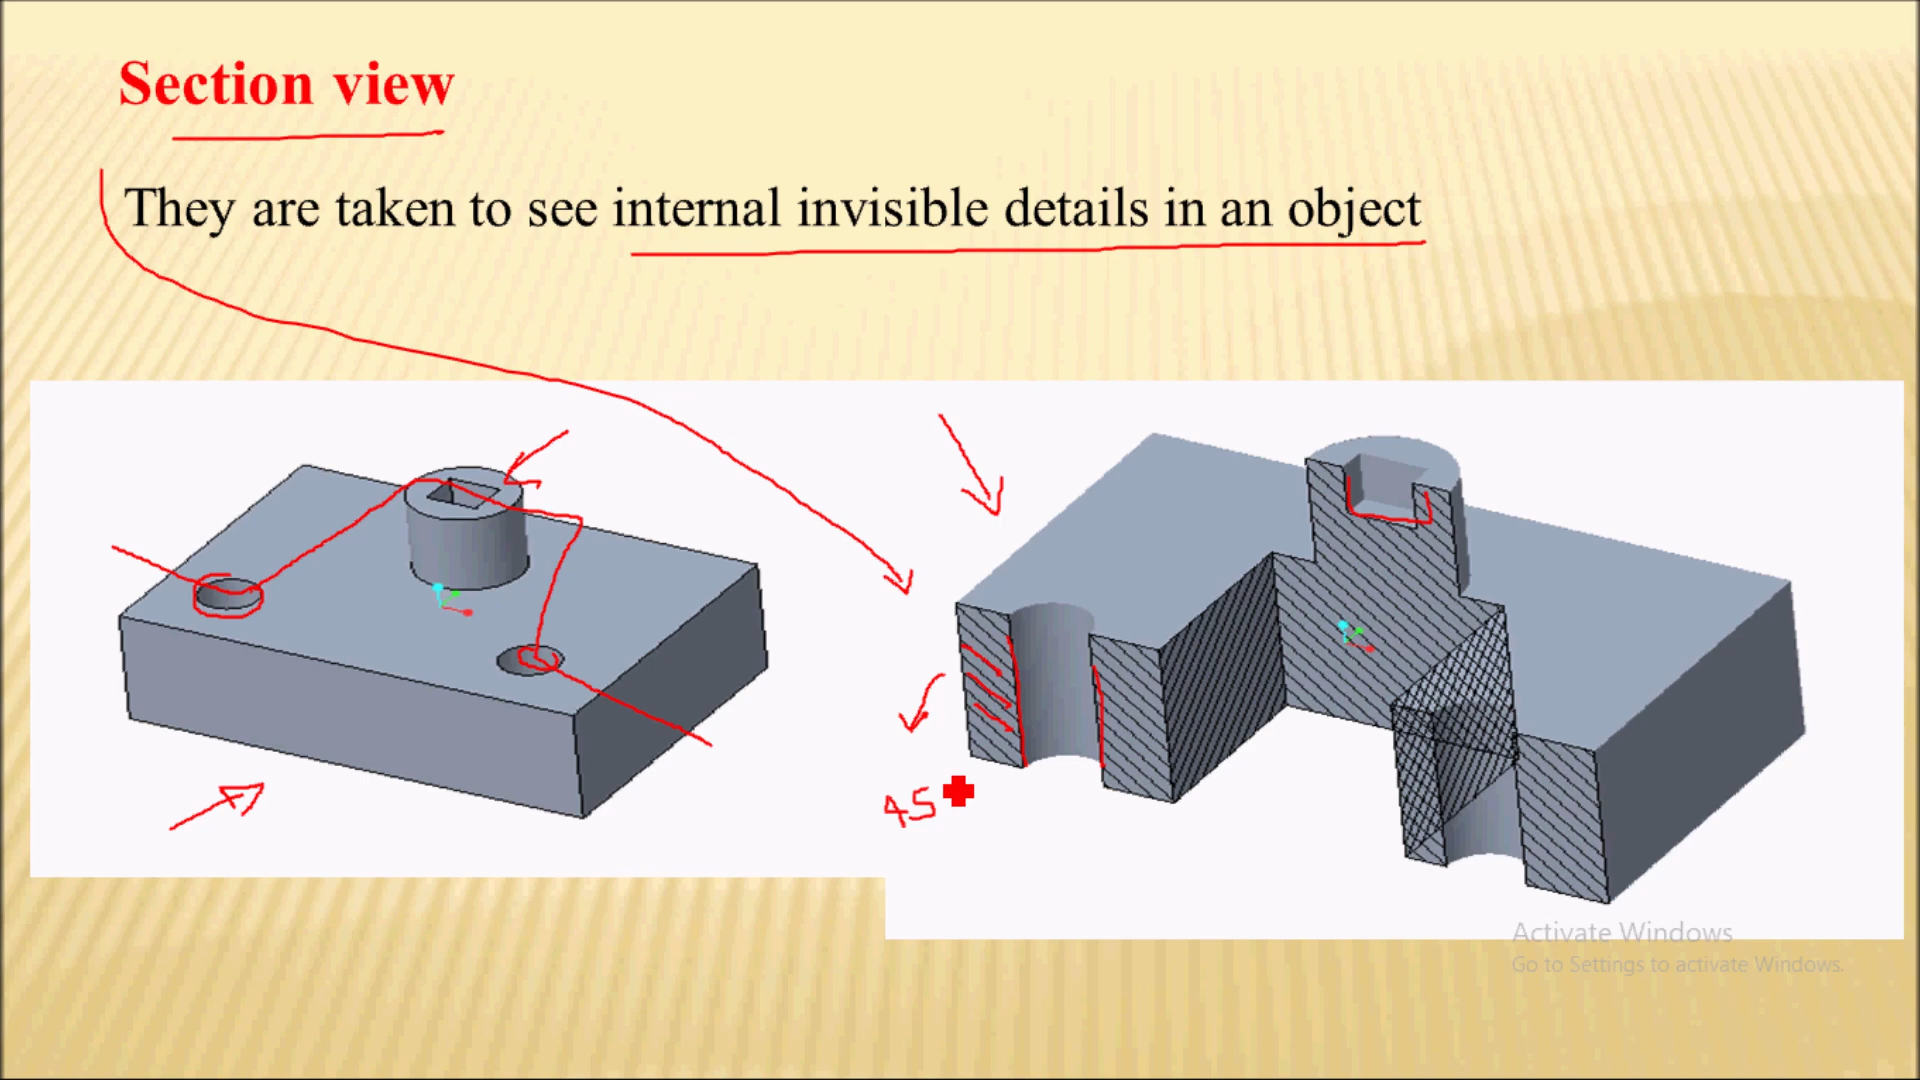 Section view
They are taken to see internal invisible details in an object
45
Activate Windows
Go to Settings to activate Windows.